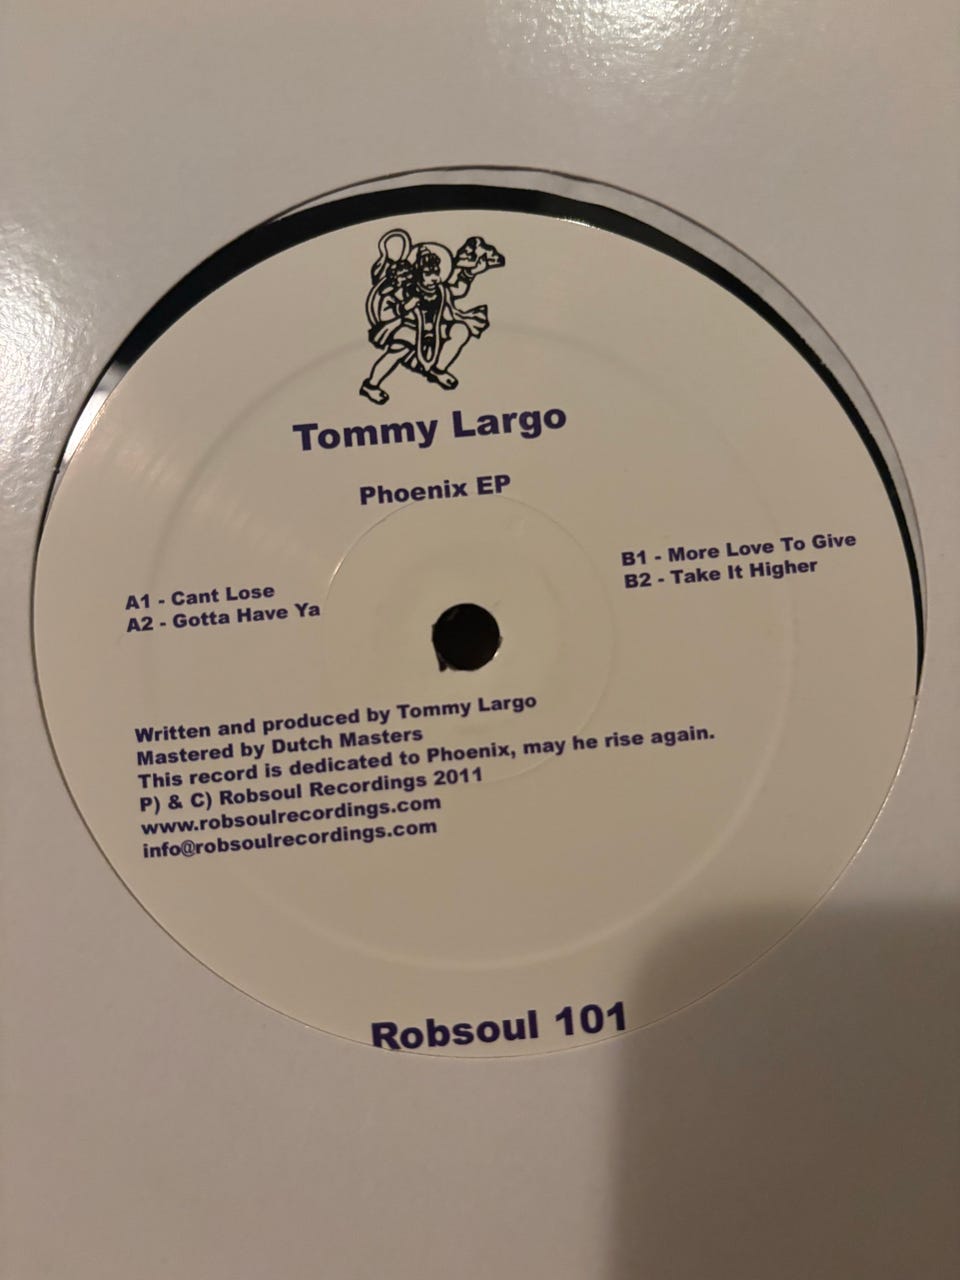 Tommy Largo
Phoenix EP
A1 - Cant Lose
A2 - Gotta Have Ya
B1 - More Love To Give
B2 - Take It Higher
Written and produced by Tommy Largo
Mastered by Dutch Masters
This record is dedicated to Phoenix, may he rise again.
P) & C) Robsoul Recordings 2011
www.robsoulrecordings.com
info@robsoulrecordings.com
Robsoul 101